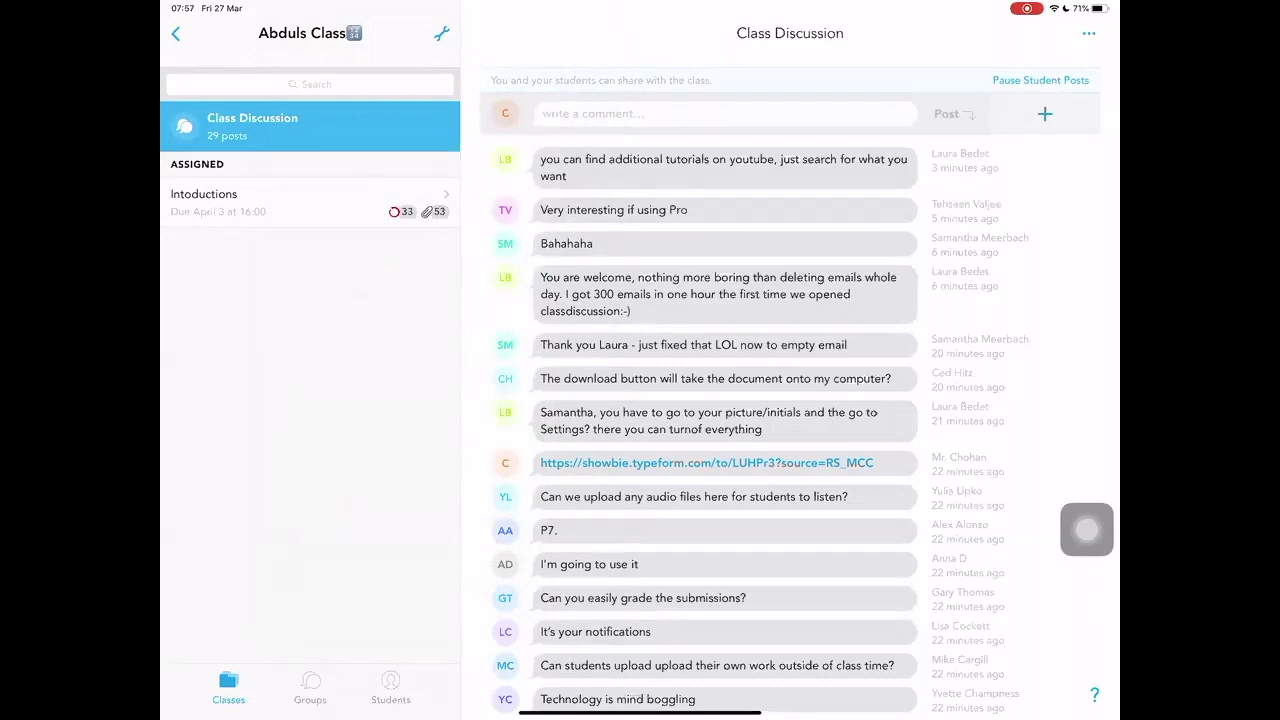 07:57 Fri 27 Mar
71%
Abduls Class
Class Discussion
Search
You and your students can share with the class.
Pause Student Posts
Class Discussion
29 posts
C
write a comment...
Post
ASSIGNED
Intoductions
Due April 3 at 16:00
33
53
LB
you can find additional tutorials on youtube, just search for what you
want
Laura Bedet
3 minutes ago
TV
Very interesting if using Pro
Tehseen Valjee
5 minutes ago
SM
Bahahaha
Samantha Meerbach
6 minutes ago
LB
You are welcome, nothing more boring than deleting emails whole
day. I got 300 emails in one hour the first time we opened
classdiscussion:-)
Laura Bedet
6 minutes ago
SM
Thank you Laura - just fixed that LOL now to empty email
Samantha Meerbach
20 minutes ago
CH
The download button will take the document onto my computer?
Ced Hitz
20 minutes ago
LB
Samantha, you have to go to your picture/initials and the go to
Settings? there you can turnof everything
Laura Bedet
21 minutes ago
C
https://showbie.typeform.com/to/LUHPr3?source=RS_MCC
Mr. Chohan
22 minutes ago
YL
Can we upload any audio files here for students to listen?
Yulia Lipko
22 minutes ago
AA
P7.
Alex Alonzo
22 minutes ago
AD
I'm going to use it
Anna D
22 minutes ago
GT
Can you easily grade the submissions?
Gary Thomas
22 minutes ago
LC
It's your notifications
Lisa Cockett
22 minutes ago
MC
Can students upload upload their own work outside of class time?
Mike Cargill
22 minutes ago
YC
Technology is mind boggling
Yvette Champness
22 minutes ago
Classes
Groups
Students
?